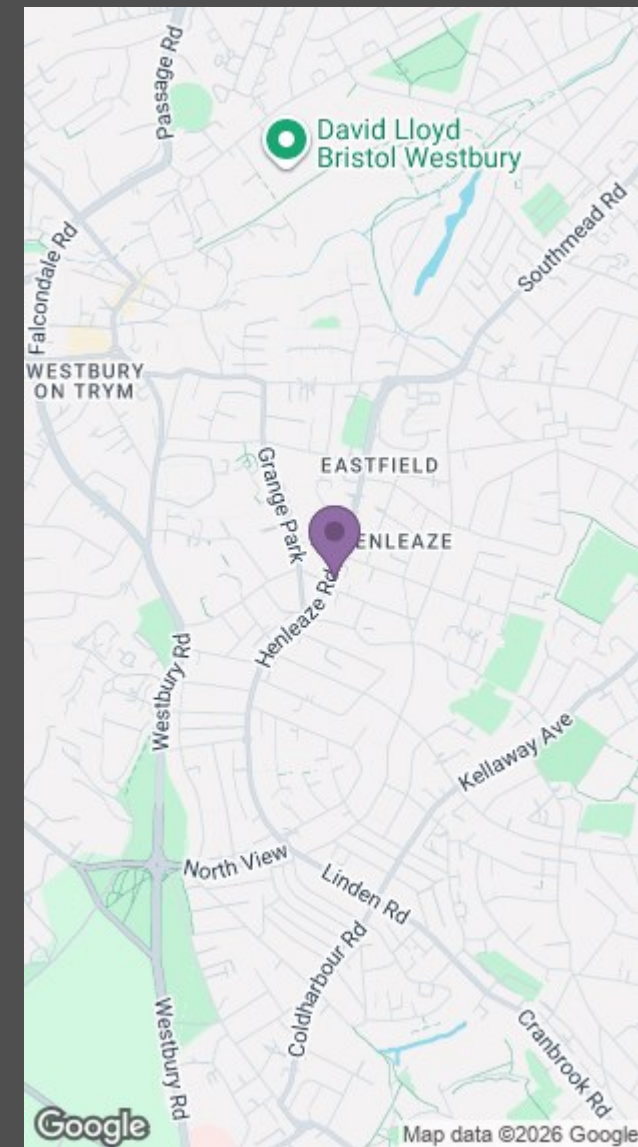 Passage Rd
David Lloyd
Bristol Westbury
Southmead Rd
Falcondale Rd
WESTBURY
ON TRYM
EASTFIELD
Grange Park
ENLEAZE
Henleaze Rd
Westbury Rd
Kellaway Ave
North View
Linden Rd
Coldharbour Rd
Westbury Rd
Cranbrook Rd
Google
Map data ©2026 Google